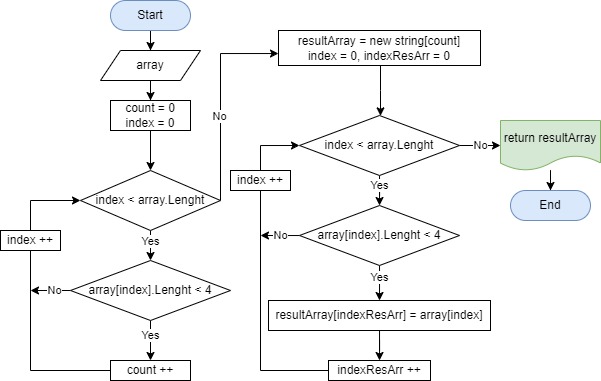 Start
array
count = 0
index = 0
index < array.Lenght
No
Yes
index ++
array[index].Lenght < 4
No
Yes
count ++
resultArray = new string[count]
index = 0, indexResArr = 0
index < array.Lenght
No
return resultArray
End
Yes
index ++
array[index].Lenght < 4
No
Yes
resultArray[indexResArr] = array[index]
indexResArr ++